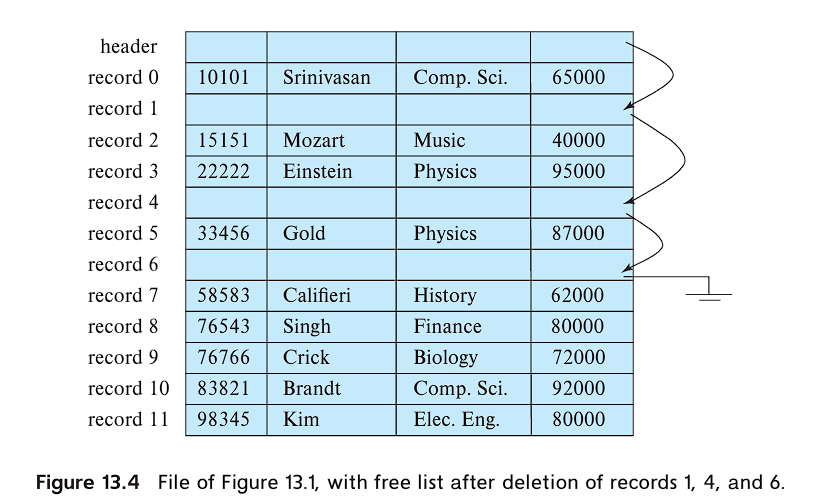 header
record 0 10101 Srinivasan Comp. Sci. 65000
record 1
record 2 15151 Mozart Music 40000
record 3 22222 Einstein Physics 95000
record 4
record 5 33456 Gold Physics 87000
record 6
record 7 58583 Califieri History 62000
record 8 76543 Singh Finance 80000
record 9 76766 Crick Biology 72000
record 10 83821 Brandt Comp. Sci. 92000
record 11 98345 Kim Elec. Eng. 80000
Figure 13.4 File of Figure 13.1, with free list after deletion of records 1, 4, and 6.